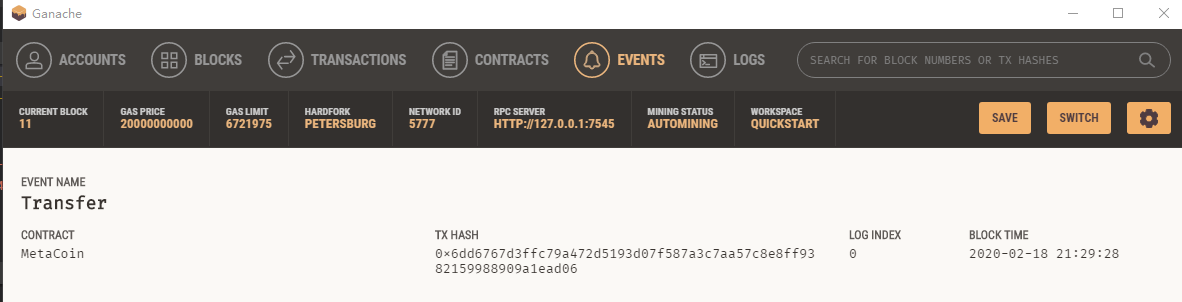 Ganache
ACCOUNTS BLOCKS TRANSACTIONS CONTRACTS EVENTS LOGS SEARCH FOR BLOCK NUMBERS OR TX HASHES
CURRENT BLOCK GAS PRICE GAS LIMIT HARDFORK NETWORK ID RPC SERVER MINING STATUS WORKSPACE
11 20000000000 6721975 PETERSBURG 5777 HTTP://127.0.0.1:7545 AUTOMINING QUICKSTART SAVE SWITCH
EVENT NAME
Transfer
CONTRACT TX HASH LOG INDEX BLOCK TIME
MetaCoin 0×6dd6767d3ffc79a472d5193d07f587a3c7aa57c8e8ff93 0 2020-02-18 21:29:28
82159988909a1ead06